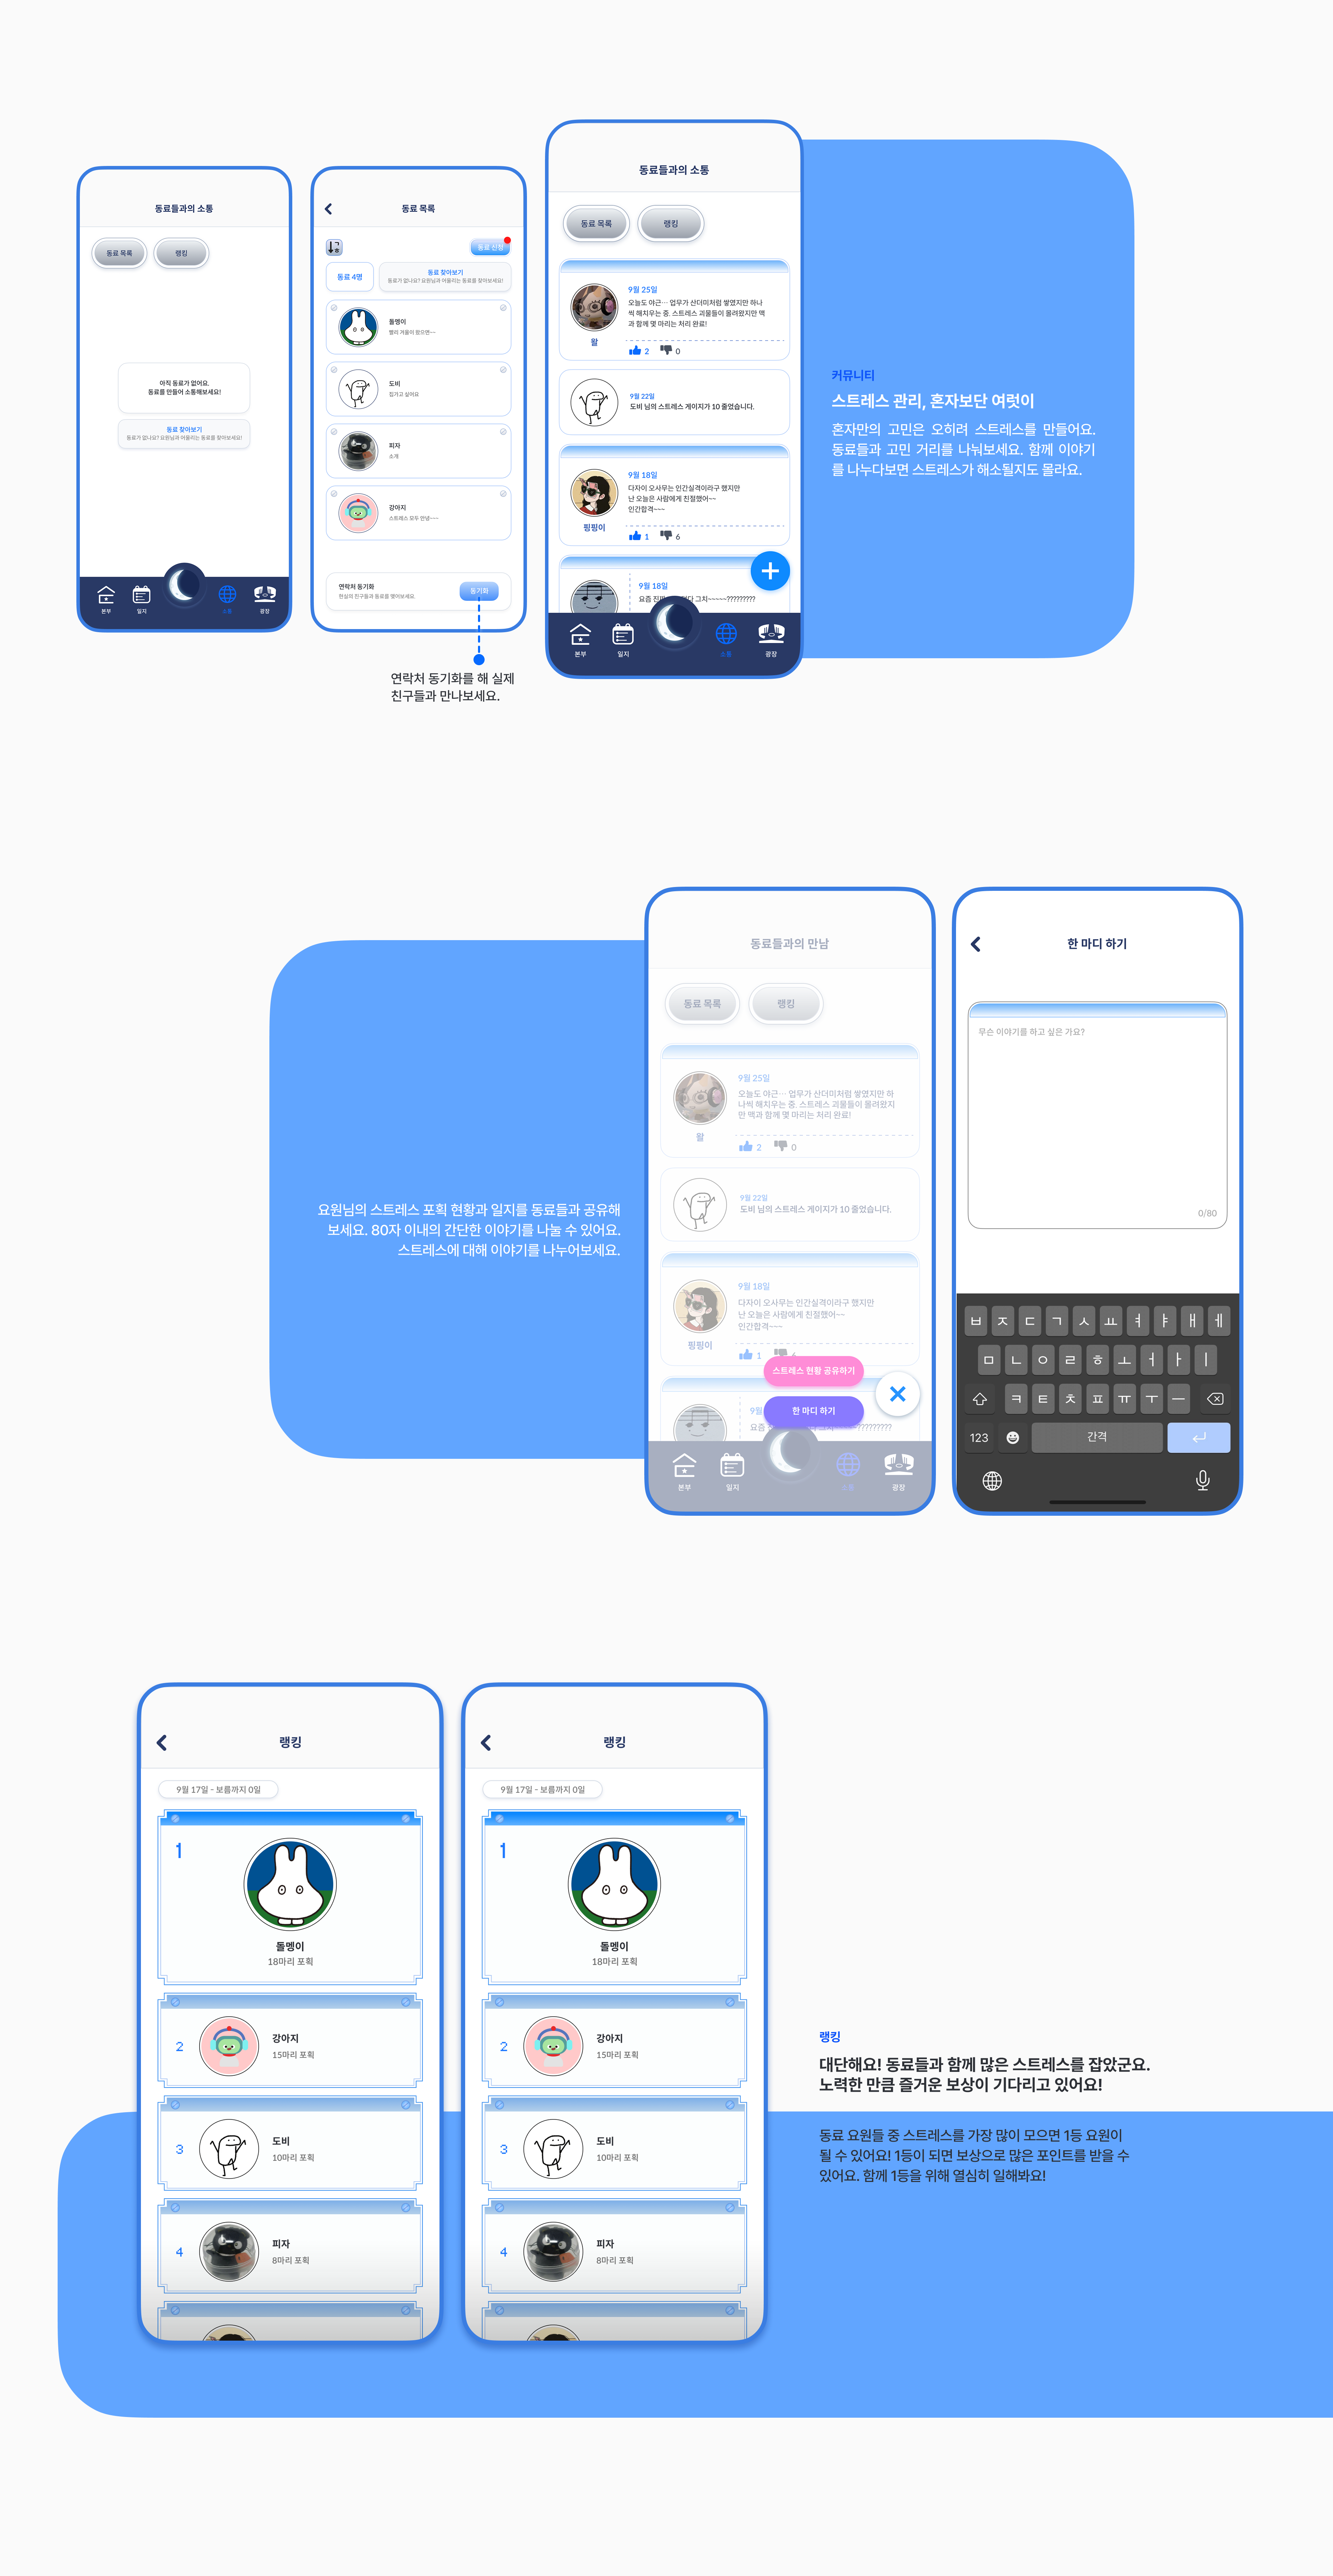 동료들과의 소통
동료 목록
랭킹
아직 동료가 없어요.
동료를 만들어 소통해보세요!
동료 찾아보기
동료가 없나요? 요원님과 어울리는 동료를 찾아보세요!
본부
일지
소통
광장
동료 목록
동료 신청
동료 4명
동료 찾아보기
동료가 없나요? 요원님과 어울리는 동료를 찾아보세요!
돌멩이
빨리 겨울이 왔으면~~
도비
집가고 싶어요
피자
소개
강아지
스트레스 모두 안녕~~~
연락처 동기화
현실의 친구들과 동료를 맺어보세요.
동기화
연락처 동기화를 해 실제
친구들과 만나보세요.
동료들과의 소통
동료 목록
랭킹
9월 25일
오늘도 야근… 업무가 산더미처럼 쌓였지만 하나
씩 해치우는 중. 스트레스 괴물들이 몰려왔지만 맥
과 함께 몇 마리는 처리 완료!
왈
2
0
9월 22일
도비 님의 스트레스 게이지가 10 줄었습니다.
9월 18일
다자이 오사무는 인간실격이라구 했지만
난 오늘은 사람에게 친절했어~~
인간합격~~~
핑핑이
1
6
9월 18일
요즘 진짜 다 그치~~~~~?????????
본부
일지
소통
광장
커뮤니티
스트레스 관리, 혼자보단 여럿이
혼자만의 고민은 오히려 스트레스를 만들어요.
동료들과 고민 거리를 나눠보세요. 함께 이야기
를 나누다보면 스트레스가 해소될지도 몰라요.
요원님의 스트레스 포획 현황과 일지를 동료들과 공유해
보세요. 80자 이내의 간단한 이야기를 나눌 수 있어요.
스트레스에 대해 이야기를 나누어보세요.
동료들과의 만남
동료 목록
랭킹
9월 25일
오늘도 야근… 업무가 산더미처럼 쌓였지만 하
나씩 해치우는 중. 스트레스 괴물들이 몰려왔지
만 맥과 함께 몇 마리는 처리 완료!
왈
2
0
9월 22일
도비 님의 스트레스 게이지가 10 줄었습니다.
9월 18일
다자이 오사무는 인간실격이라구 했지만
난 오늘은 사람에게 친절했어~~
인간합격~~~
핑핑이
1
스트레스 현황 공유하기
한 마디 하기
9월
요즘 ?????????
본부
일지
소통
광장
한 마디 하기
무슨 이야기를 하고 싶은 가요?
0/80
ㅂ ㅈ ㄷ ㄱ ㅅ ㅛ ㅕ ㅑ ㅐ ㅔ
ㅁ ㄴ ㅇ ㄹ ㅎ ㅗ ㅓ ㅏ ㅣ
ㅋ ㅌ ㅊ ㅍ ㅠ ㅜ ㅡ
123 간격
랭킹
9월 17일 - 보름까지 0일
1
돌멩이
18마리 포획
2
강아지
15마리 포획
3
도비
10마리 포획
4
피자
8마리 포획
랭킹
9월 17일 - 보름까지 0일
1
돌멩이
18마리 포획
2
강아지
15마리 포획
3
도비
10마리 포획
4
피자
8마리 포획
랭킹
대단해요! 동료들과 함께 많은 스트레스를 잡았군요.
노력한 만큼 즐거운 보상이 기다리고 있어요!
동료 요원들 중 스트레스를 가장 많이 모으면 1등 요원이
될 수 있어요! 1등이 되면 보상으로 많은 포인트를 받을 수
있어요. 함께 1등을 위해 열심히 일해봐요!